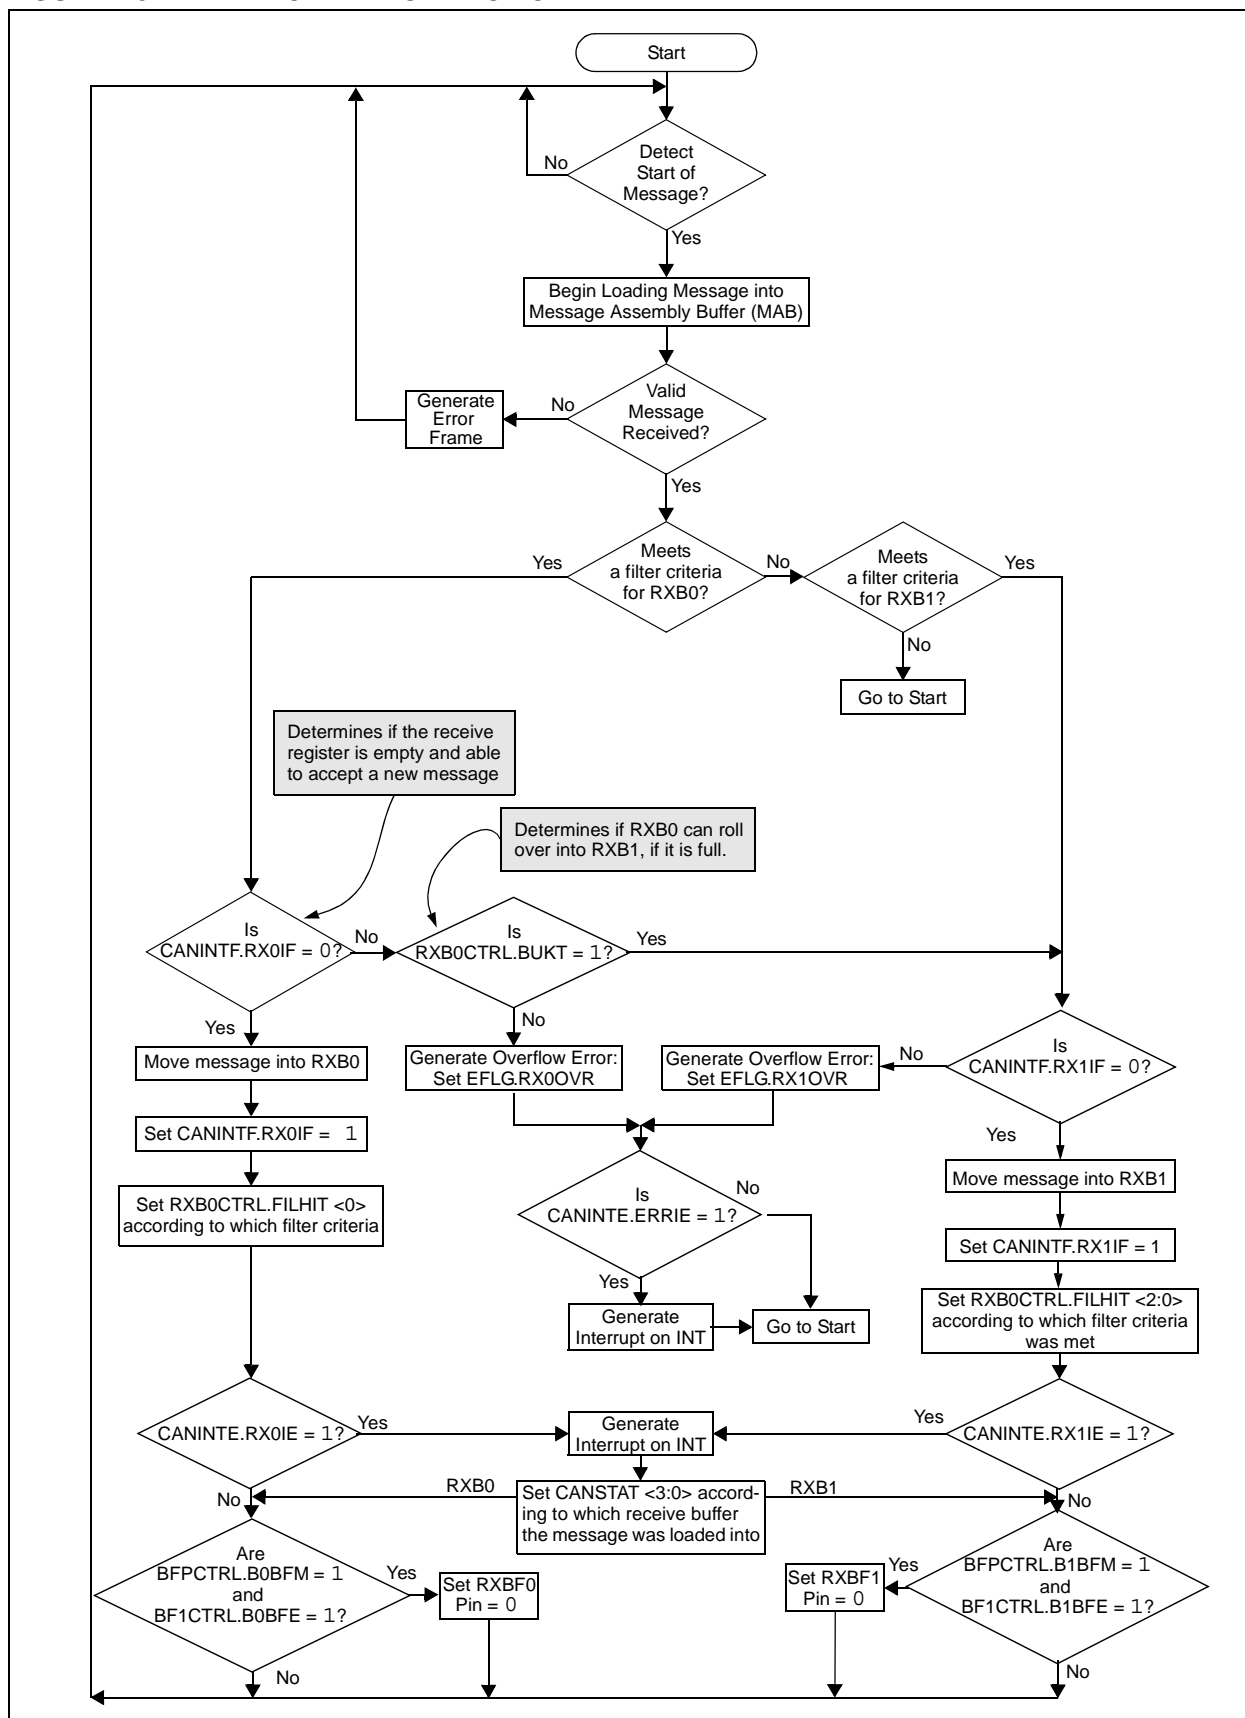 Start
Detect
Start of
Message?
No
Yes
Begin Loading Message into
Message Assembly Buffer (MAB)
Valid
Message
Received?
No
Generate
Error
Frame
Yes
Meets
a filter criteria
for RXB0?
Yes
No
Meets
a filter criteria
for RXB1?
Yes
No
Go to Start
Determines if the receive
register is empty and able
to accept a new message
Determines if RXB0 can roll
over into RXB1, if it is full.
Is
CANINTF.RX0IF = 0?
No
Is
RXB0CTRL.BUKT = 1?
Yes
Yes
No
Is
CANINTF.RX1IF = 0?
No
Yes
Move message into RXB0
Generate Overflow Error:
Set EFLG.RX0OVR
Generate Overflow Error:
Set EFLG.RX1OVR
Set CANINTF.RX0IF = 1
Move message into RXB1
Set RXB0CTRL.FILHIT <0>
according to which filter criteria
Is
CANINTE.ERRIE = 1?
No
Yes
Set CANINTF.RX1IF = 1
Generate
Interrupt on INT
Go to Start
Set RXB0CTRL.FILHIT <2:0>
according to which filter criteria
was met
CANINTE.RX0IE = 1?
Yes
Generate
Interrupt on INT
Yes
CANINTE.RX1IE = 1?
No
RXB0
Set CANSTAT <3:0> accord-
ing to which receive buffer
the message was loaded into
RXB1
No
Are
BFPCTRL.B0BFM = 1
and
BF1CTRL.B0BFE = 1?
Yes
Set RXBF0
Pin = 0
Set RXBF1
Pin = 0
Yes
Are
BFPCTRL.B1BFM = 1
and
BF1CTRL.B1BFE = 1?
No
No